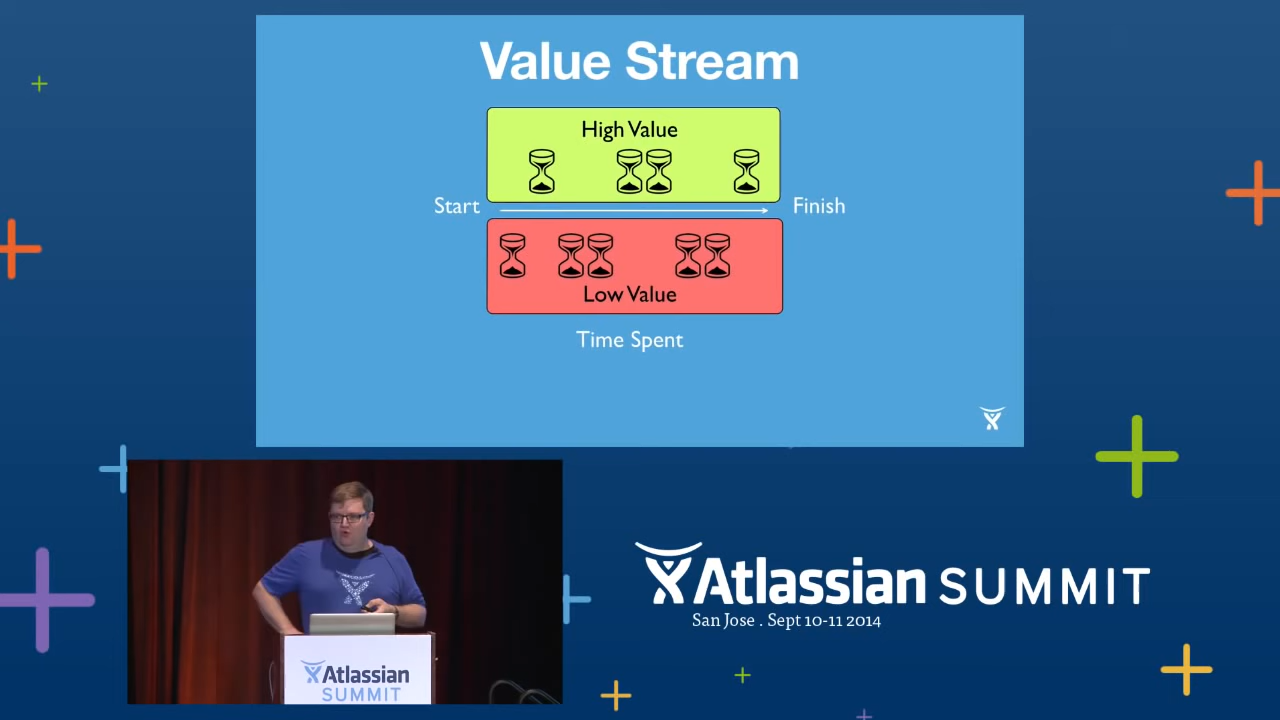 Value Stream
High Value
Start
Finish
Low Value
Time Spent
Atlassian SUMMIT
San Jose . Sept 10-11 2014
Atlassian
SUMMIT